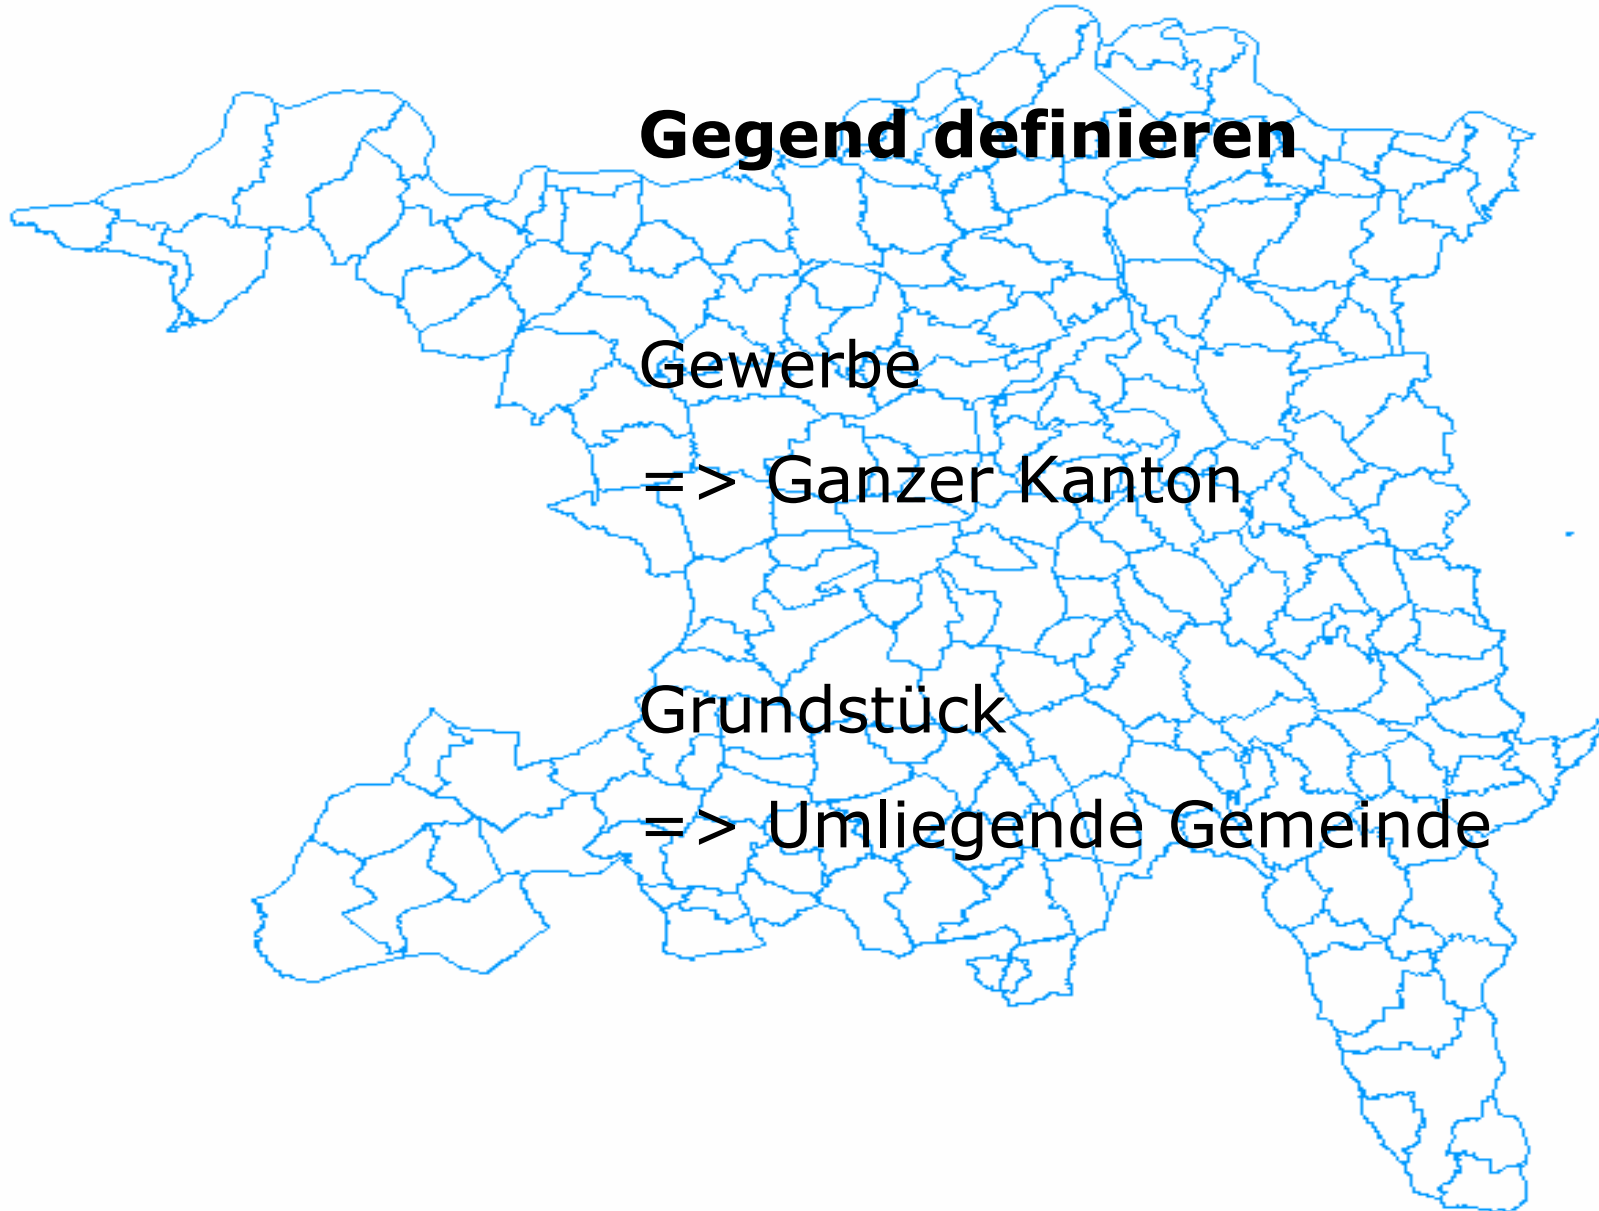 Gegend definieren
Gewerbe
=> Ganzer Kanton
Grundstück
=> Umliegende Gemeinde